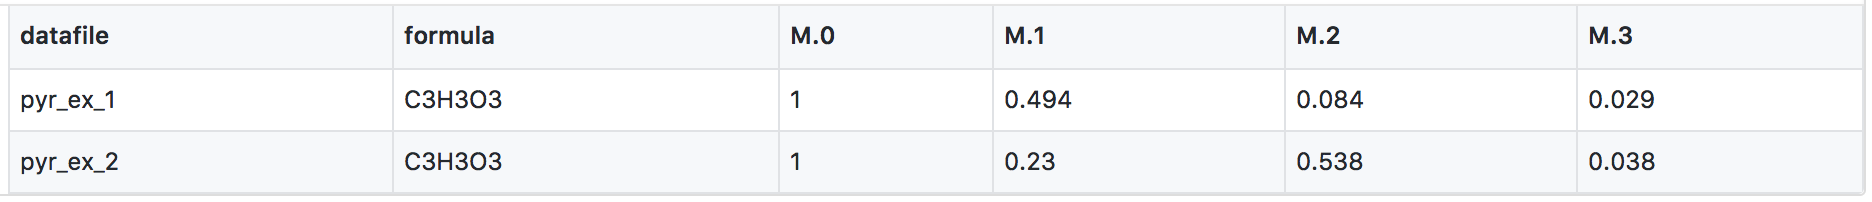 datafile formula M.0 M.1 M.2 M.3
pyr_ex_1 C3H3O3 1 0.494 0.084 0.029
pyr_ex_2 C3H3O3 1 0.23 0.538 0.038